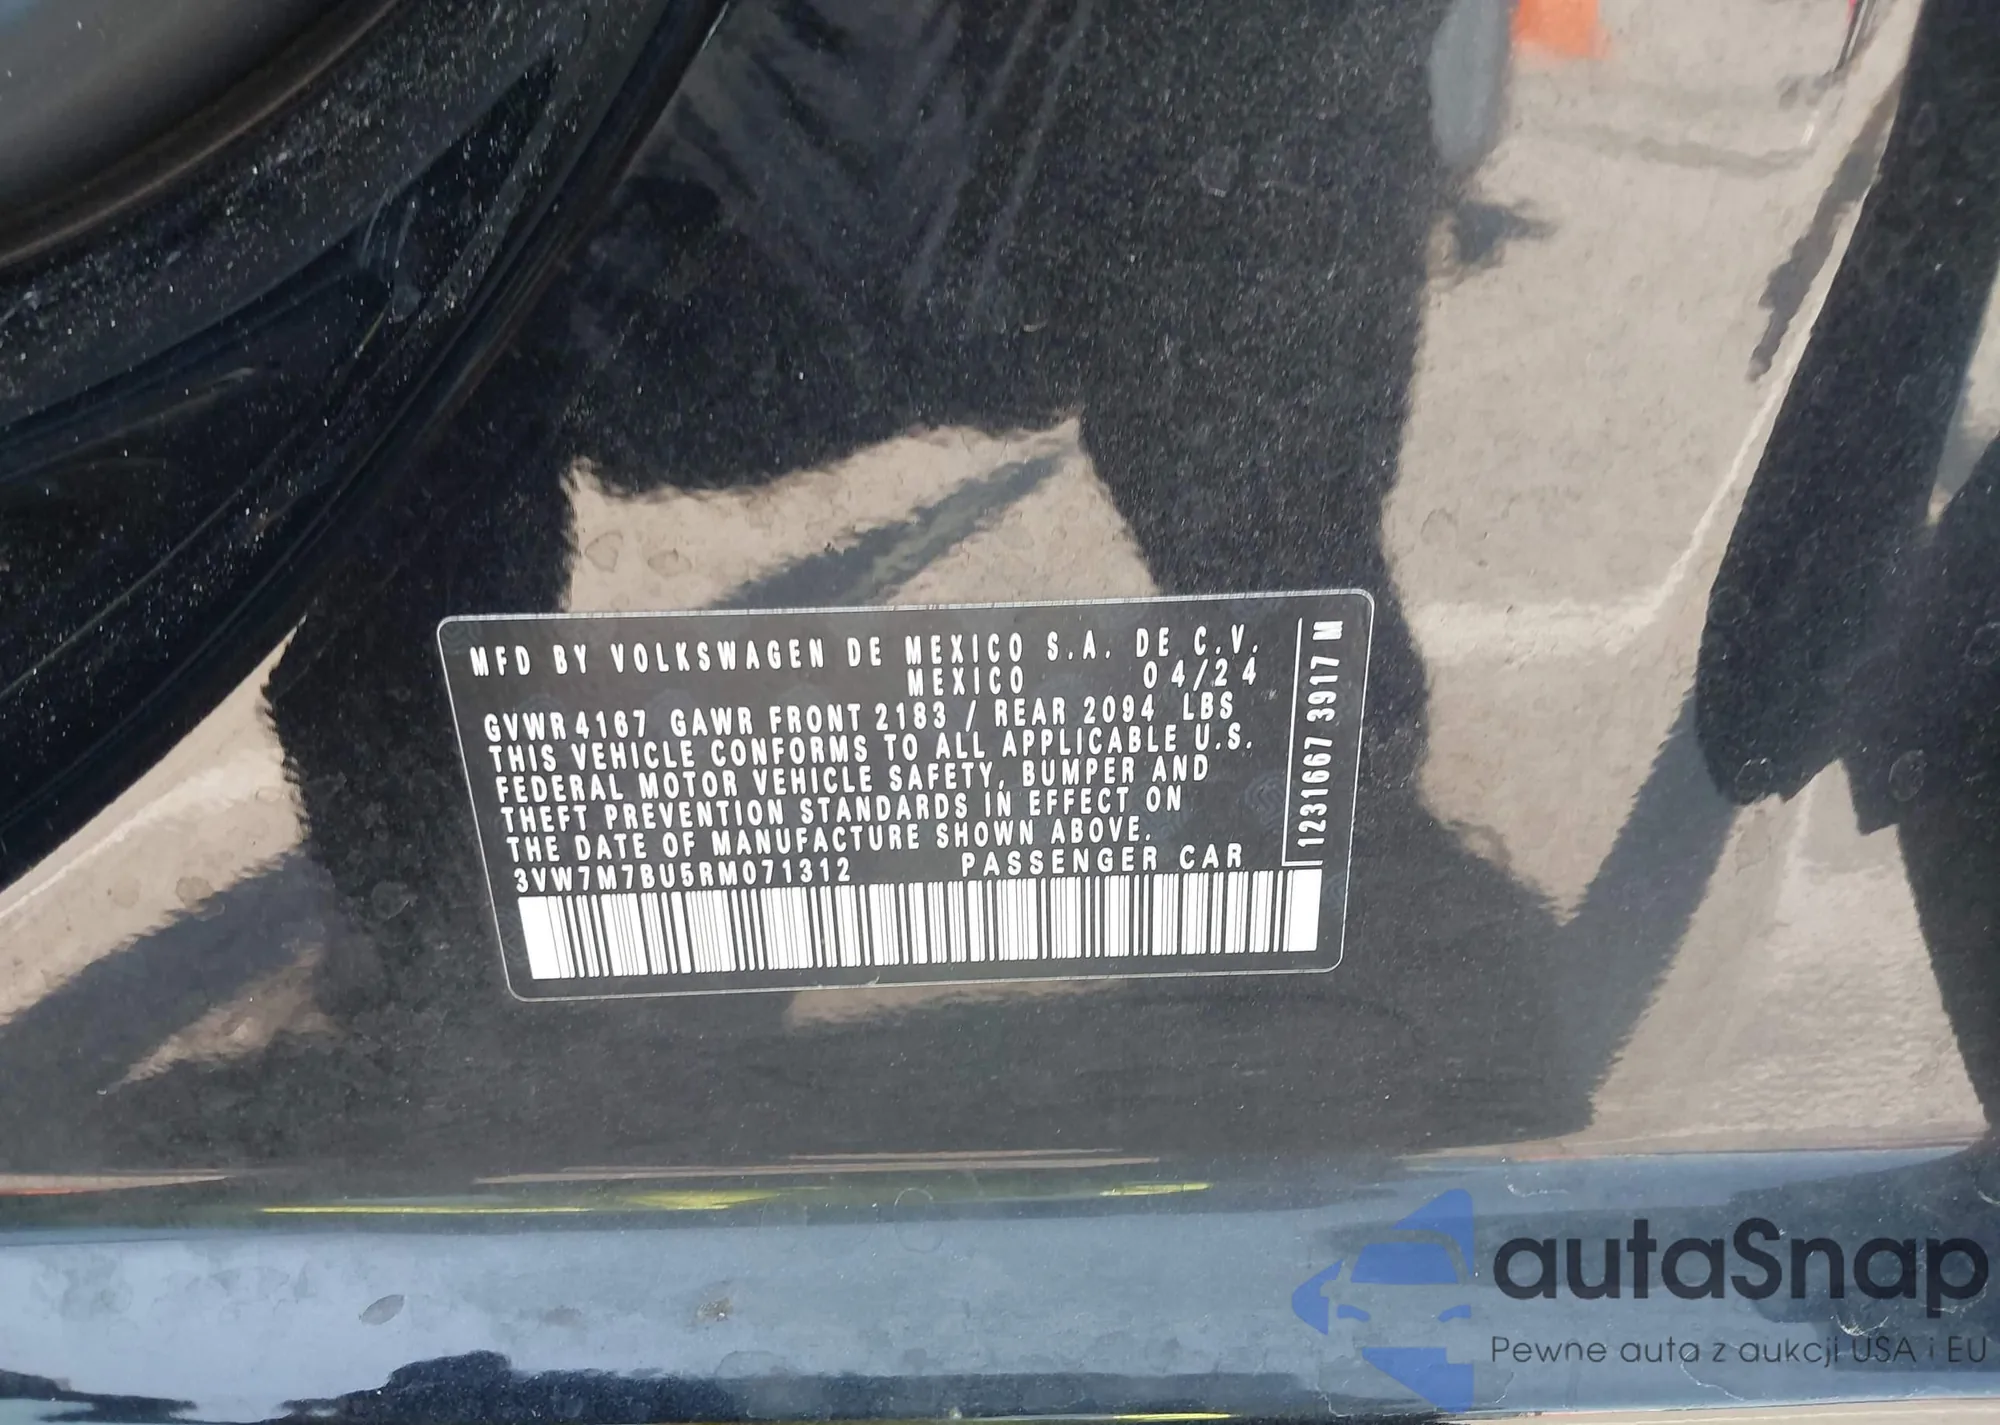 MFD BY VOLKSWAGEN DE MEXICO S.A. DE C.V.
MEXICO 04/24
GVWR 4167 GAWR FRONT 2183 / REAR 2094 LBS
THIS VEHICLE CONFORMS TO ALL APPLICABLE U.S.
FEDERAL MOTOR VEHICLE SAFETY, BUMPER AND
THEFT PREVENTION STANDARDS IN EFFECT ON
THE DATE OF MANUFACTURE SHOWN ABOVE.
3VW7M7BU5RM071312 PASSENGER CAR
1231667 3917 M
autaSnap
Pewne auta z aukcji USA i EU